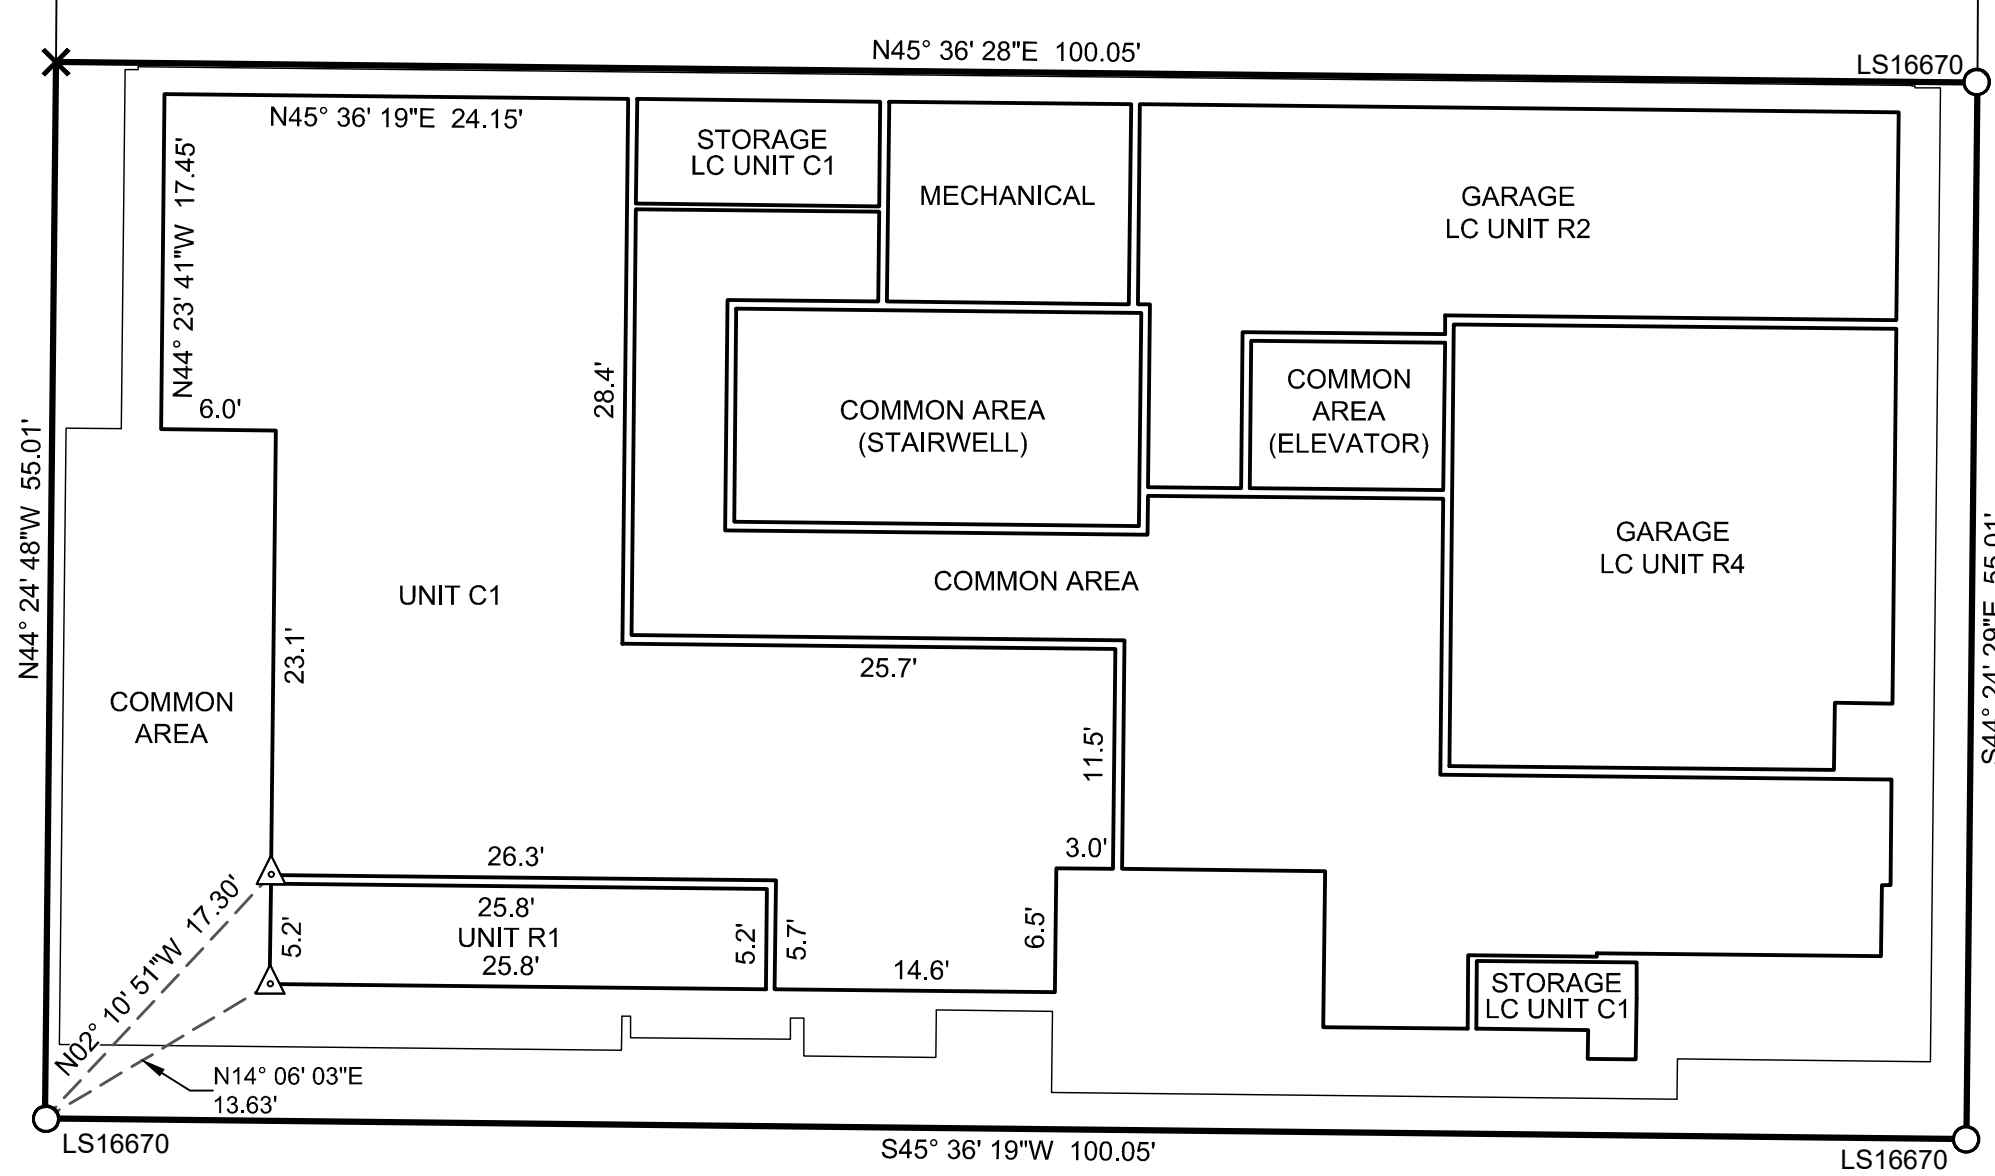 N45° 36' 28"E 100.05'
LS16670
N45° 36' 19"E 24.15'
N44° 23' 41"W 17.45'
STORAGE
LC UNIT C1
MECHANICAL
GARAGE
LC UNIT R2
6.0'
28.4'
COMMON AREA
(STAIRWELL)
COMMON
AREA
(ELEVATOR)
N44° 24' 48"W 55.01'
S44° 24' 29"E 55.01'
GARAGE
LC UNIT R4
UNIT C1
COMMON AREA
23.1'
25.7'
COMMON
AREA
11.5'
3.0'
26.3'
25.8'
UNIT R1
25.8'
5.2'
5.2'
5.7'
6.5'
14.6'
STORAGE
LC UNIT C1
N02° 10' 51"W 17.30'
N14° 06' 03"E
13.63'
LS16670
S45° 36' 19"W 100.05'
LS16670